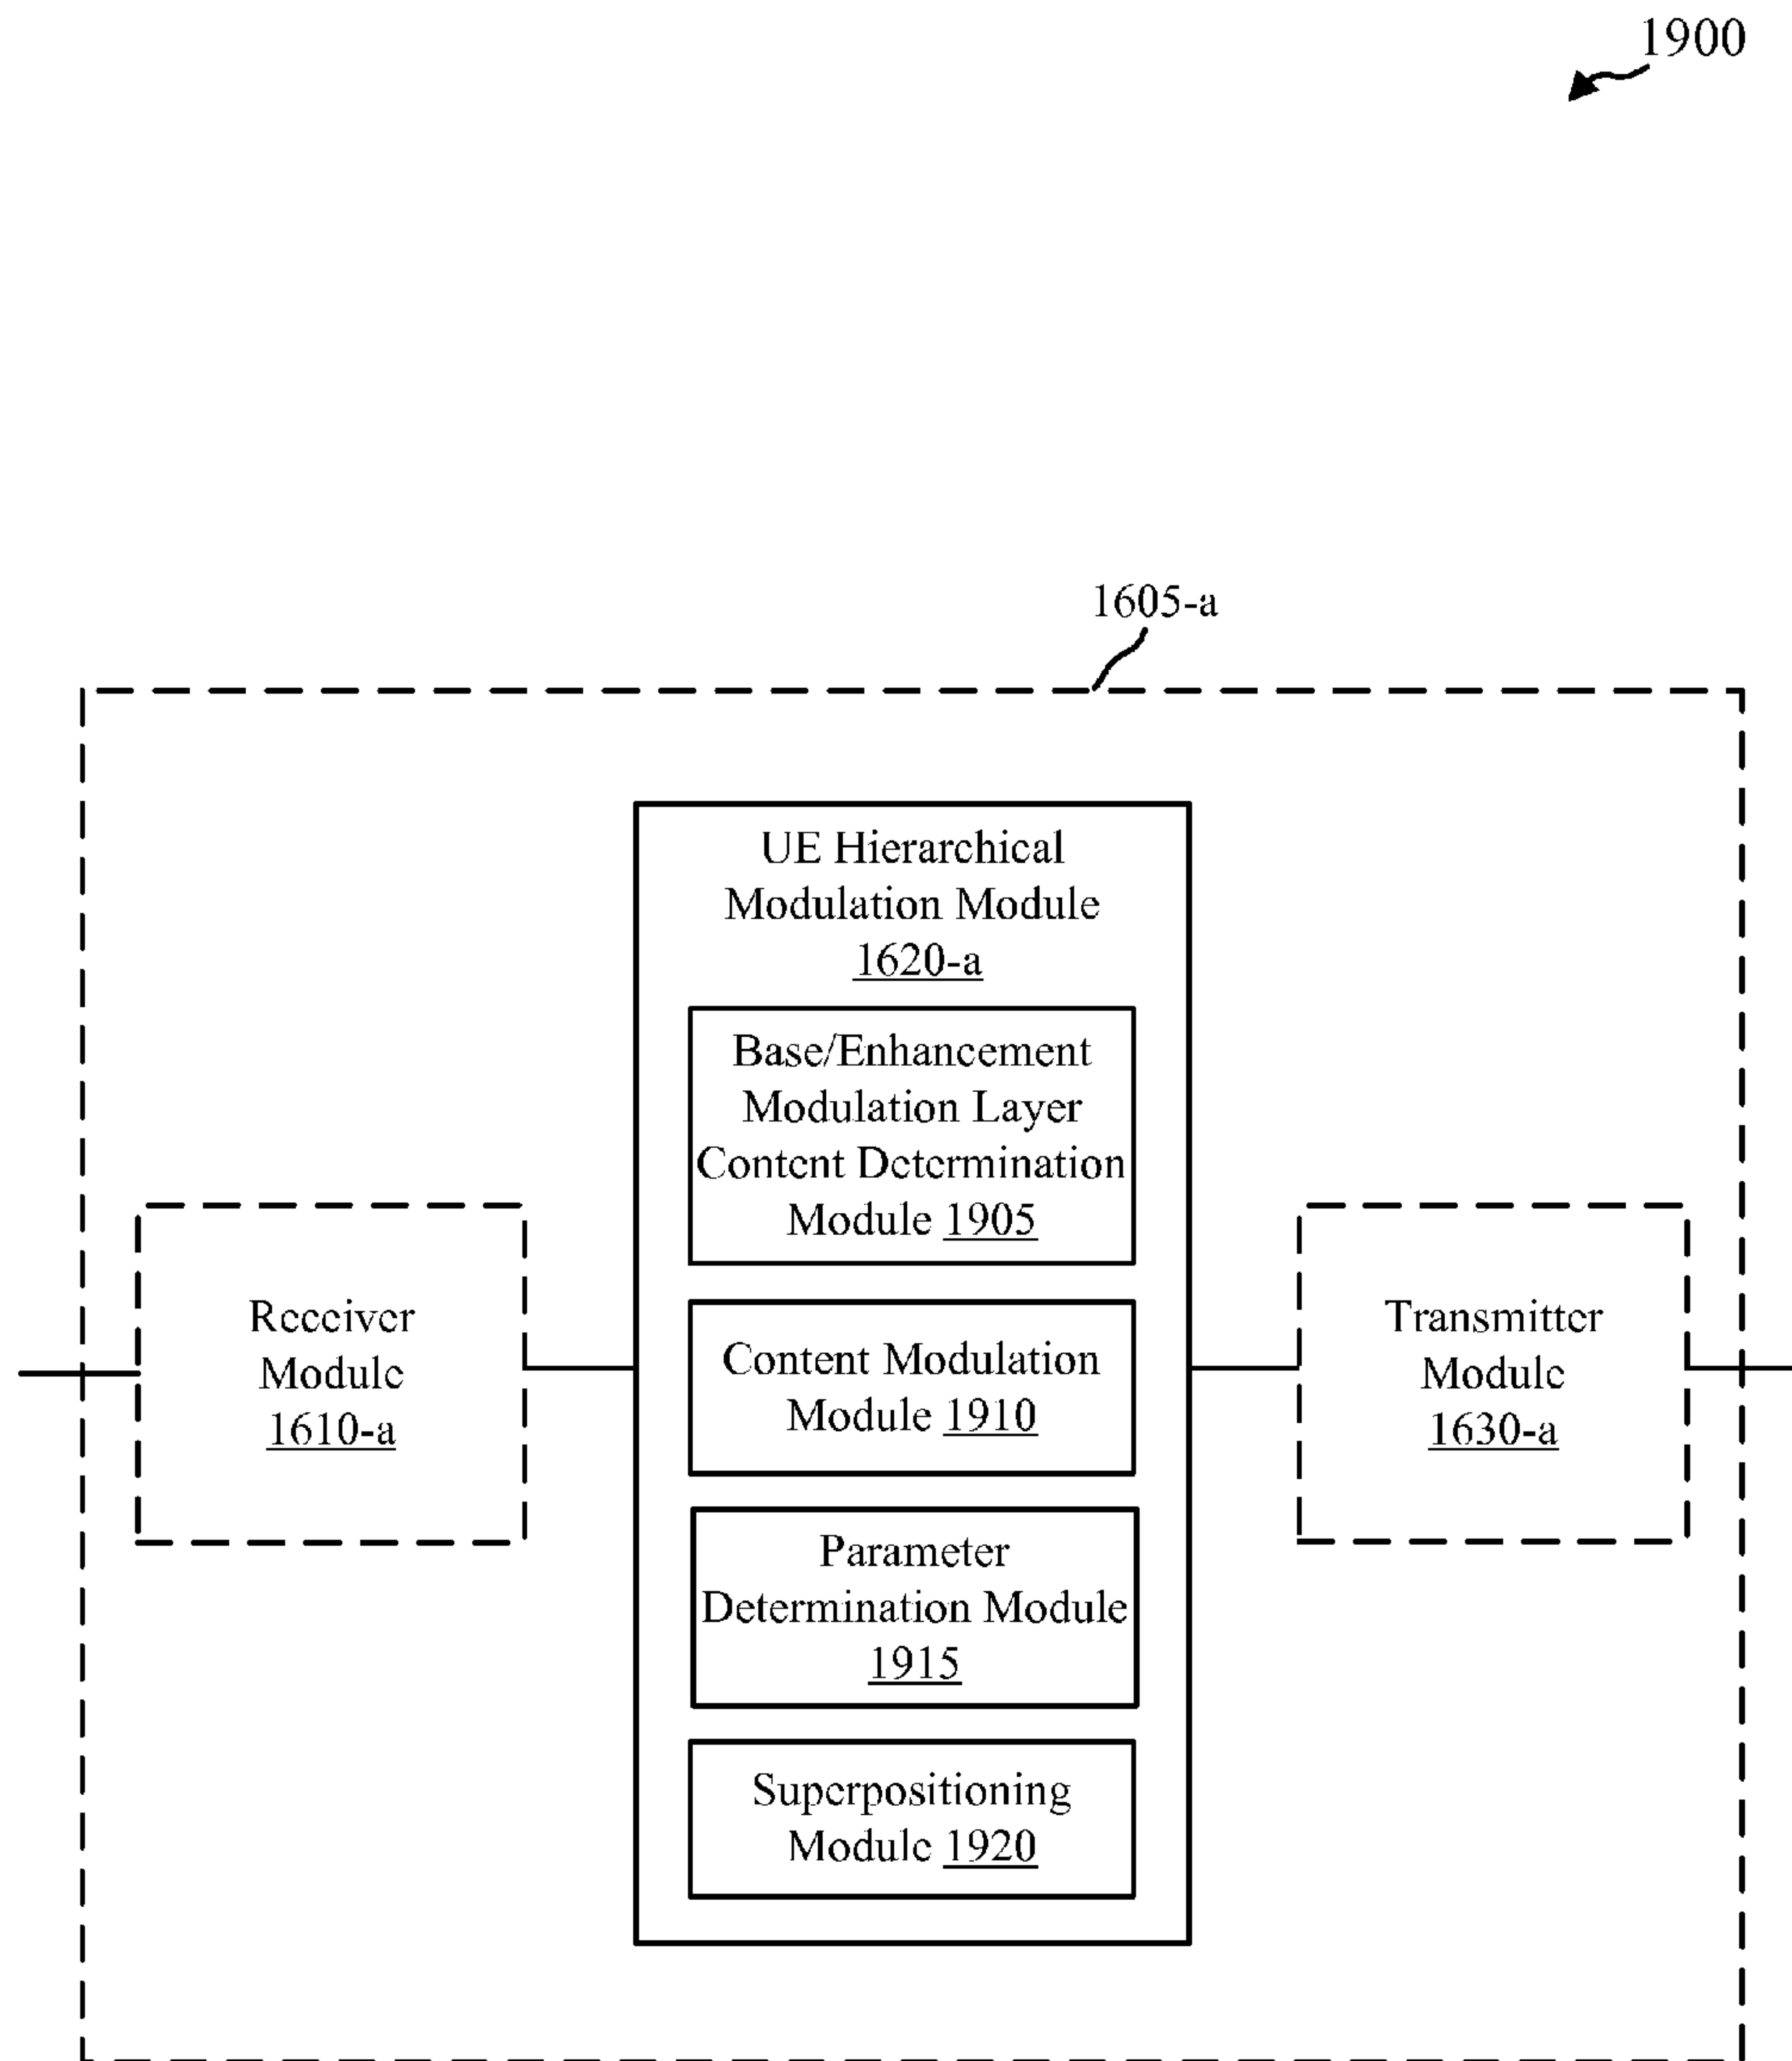 1900
1605-a
UE Hierarchical
Modulation Module
1620-a
Base/Enhancement
Modulation Layer
Content Determination
Module 1905
Receiver
Module
1610-a
Content Modulation
Module 1910
Transmitter
Module
1630-a
Parameter
Determination Module
1915
Superpositioning
Module 1920